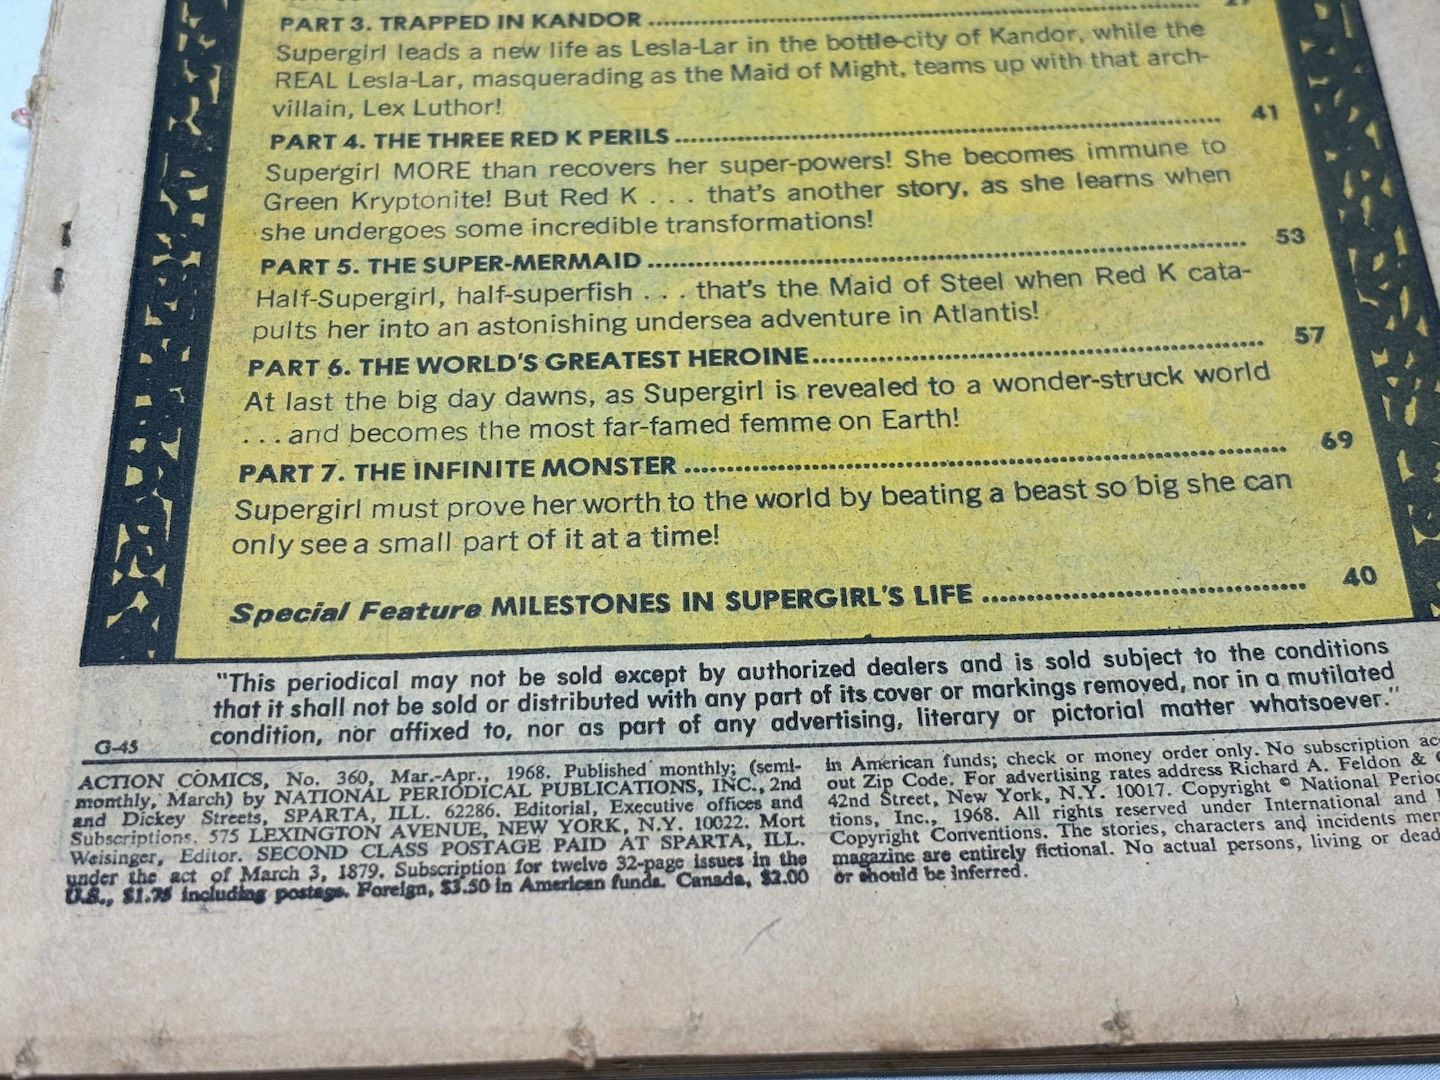 PART 3. TRAPPED IN KANDOR ........................ 27
Supergirl leads a new life as Lesla-Lar in the bottle-city of Kandor, while the
REAL Lesla-Lar, masquerading as the Maid of Might, teams up with that arch-
villain, Lex Luthor!
PART 4. THE THREE RED K PERILS ........................ 41
Supergirl MORE than recovers her super-powers! She becomes immune to
Green Kryptonite! But Red K . . . that's another story, as she learns when
she undergoes some incredible transformations!
PART 5. THE SUPER-MERMAID ........................ 53
Half-Supergirl, half-superfish . . . that's the Maid of Steel when Red K cata-
pults her into an astonishing undersea adventure in Atlantis!
PART 6. THE WORLD'S GREATEST HEROINE ........................ 57
At last the big day dawns, as Supergirl is revealed to a wonder-struck world
. . . and becomes the most far-famed femme on Earth!
PART 7. THE INFINITE MONSTER ........................ 69
Supergirl must prove her worth to the world by beating a beast so big she can
only see a small part of it at a time!
Special Feature MILESTONES IN SUPERGIRL'S LIFE ........................ 40
"This periodical may not be sold except by authorized dealers and is sold subject to the conditions
that it shall not be sold or distributed with any part of its cover or markings removed, nor in a mutilated
condition, nor affixed to, nor as part of any advertising, literary or pictorial matter whatsoever."
G-45
ACTION COMICS, No. 360, Mar.-Apr., 1968. Published monthly; (semi-
monthly, March) by NATIONAL PERIODICAL PUBLICATIONS, INC., 2nd
and Dickey Streets, SPARTA, ILL. 62286. Editorial, Executive offices and
Subscriptions, 575 LEXINGTON AVENUE, NEW YORK, N.Y. 10022. Mort
Weisinger, Editor. SECOND CLASS POSTAGE PAID AT SPARTA, ILL.
under the act of March 3, 1879. Subscription for twelve 32-page issues in the
U.S., $1.75 including postage. Foreign, $3.50 in American funds. Canada, $2.00
in American funds; check or money order only. No subscription ac
out Zip Code. For advertising rates address Richard A. Feldon &
42nd Street, New York, N.Y. 10017. Copyright © National Period
tions, Inc., 1968. All rights reserved under International and
Copyright Conventions. The stories, characters and incidents men
magazine are entirely fictional. No actual persons, living or dead
or should be inferred.